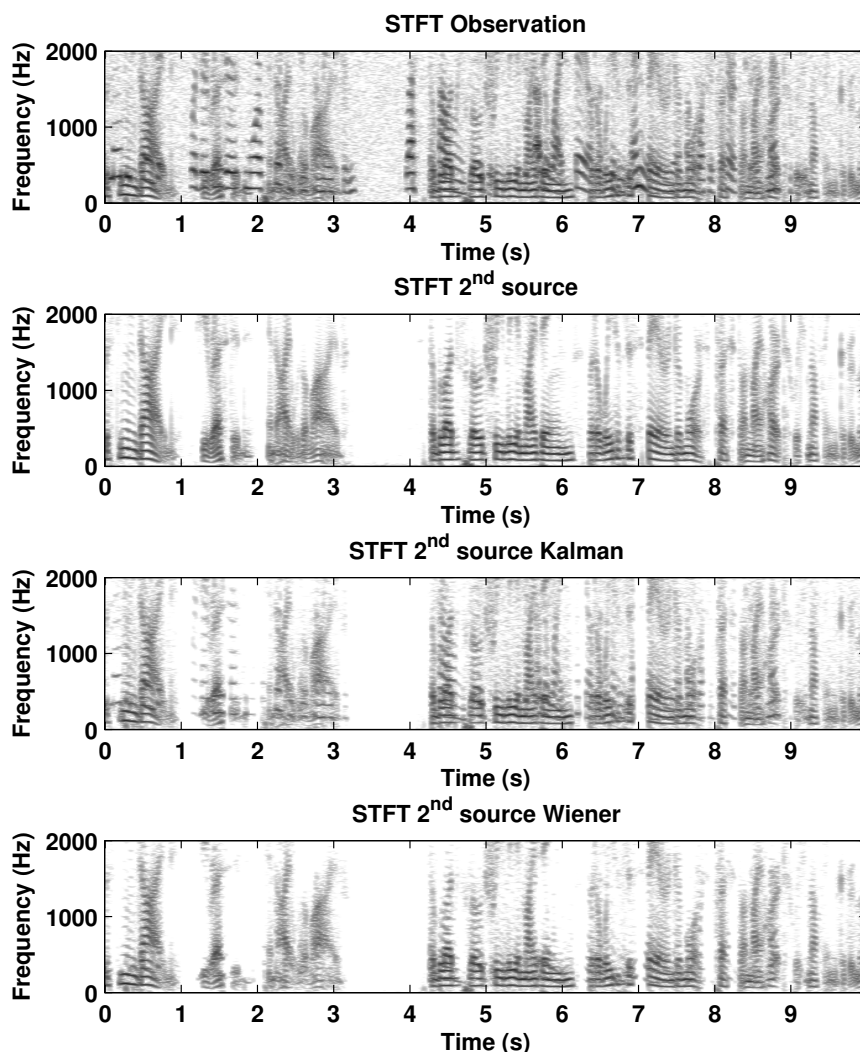 STFT Observation
Frequency (Hz)
2000
1000
0
0 1 2 3 4 5 6 7 8 9
Time (s)
STFT 2nd source
Frequency (Hz)
2000
1000
0
0 1 2 3 4 5 6 7 8 9
Time (s)
STFT 2nd source Kalman
Frequency (Hz)
2000
1000
0
0 1 2 3 4 5 6 7 8 9
Time (s)
STFT 2nd source Wiener
Frequency (Hz)
2000
1000
0
0 1 2 3 4 5 6 7 8 9
Time (s)